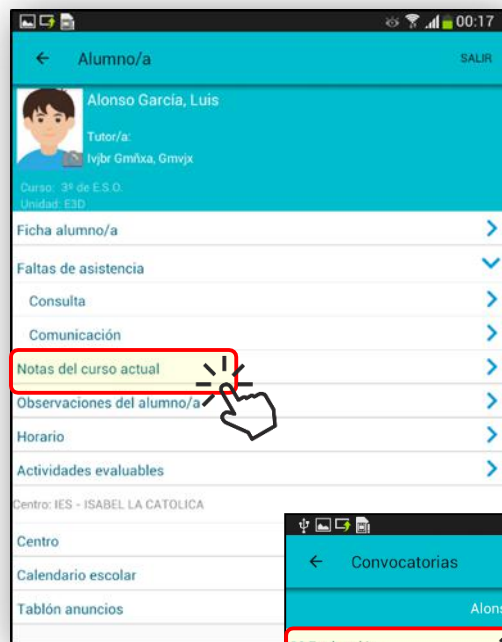 00:17
Alumno/a
SALIR
Alonso García, Luis
Tutor/a:
Ivjbr Gmñxa, Gmvjx
Curso: 3º de E.S.O.
Unidad: E3D
Ficha alumno/a
Faltas de asistencia
Consulta
Comunicación
Notas del curso actual
Observaciones del alumno/a
Horario
Actividades evaluables
Centro: IES - ISABEL LA CATOLICA
Centro
Calendario escolar
Tablón anuncios
Convocatorias
Alons